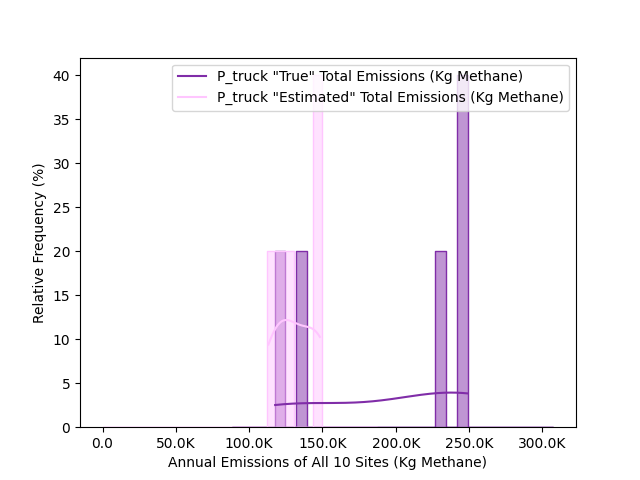 P_truck "True" Total Emissions (Kg Methane)
P_truck "Estimated" Total Emissions (Kg Methane)
40
35
30
25
20
15
10
5
0
Relative Frequency (%)
0.0 50.0K 100.0K 150.0K 200.0K 250.0K 300.0K
Annual Emissions of All 10 Sites (Kg Methane)